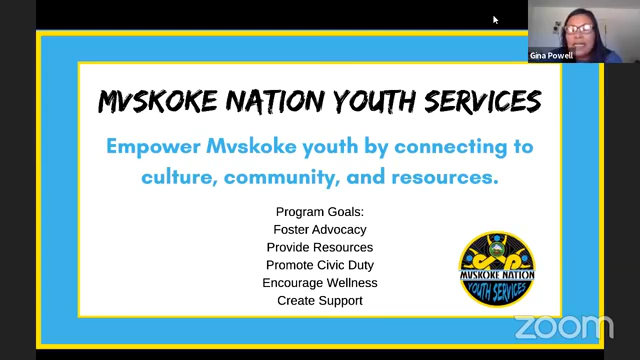 Gina Powell
MVSKOKE NATION YOUTH SERVICES
Empower Mvskoke youth by connecting to
culture, community, and resources.
Program Goals:
Foster Advocacy
Provide Resources
Promote Civic Duty
Encourage Wellness
Create Support
MVSKOKE NATION
YOUTH SERVICES
zoom